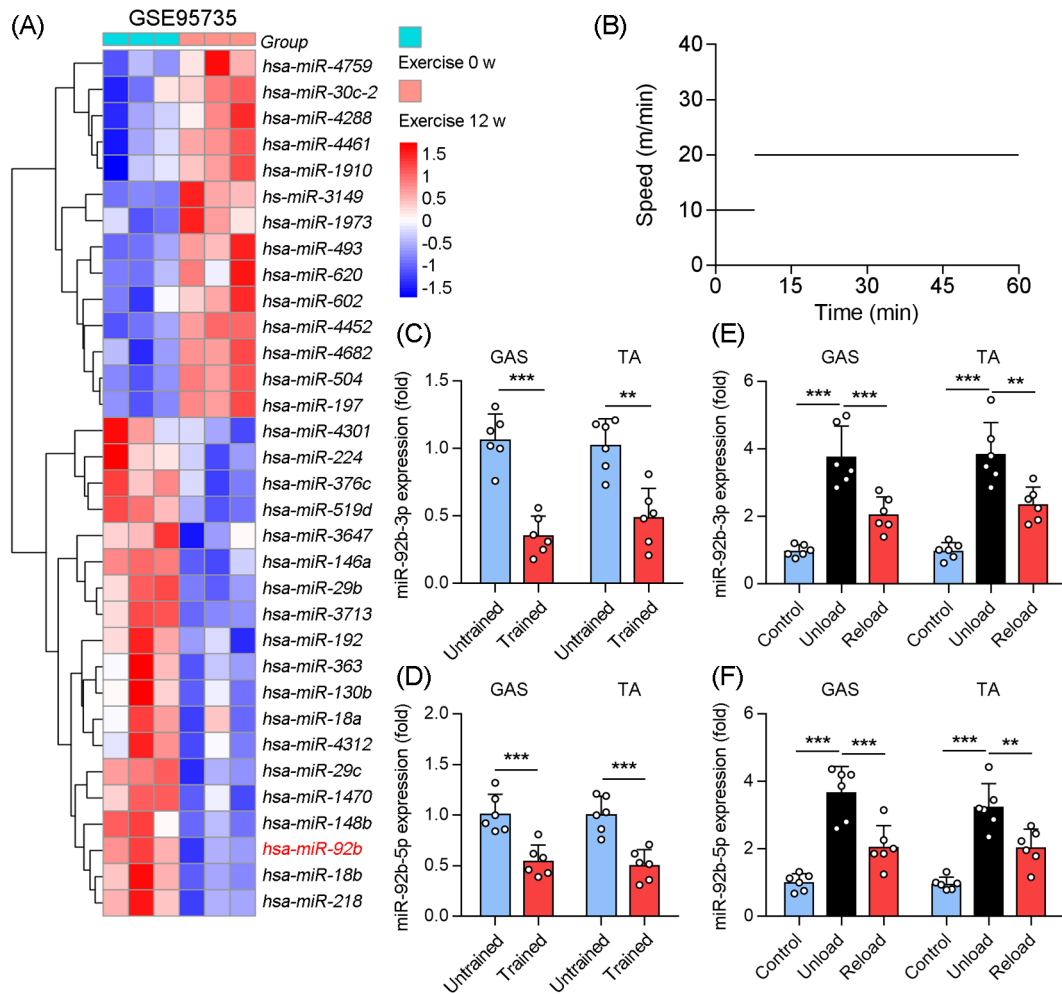 (A)
GSE95735
Group
hsa-miR-4759
hsa-miR-30c-2
hsa-miR-4288
hsa-miR-4461
hsa-miR-1910
hs-miR-3149
hsa-miR-1973
hsa-miR-493
hsa-miR-620
hsa-miR-602
hsa-miR-4452
hsa-miR-4682
hsa-miR-504
hsa-miR-197
hsa-miR-4301
hsa-miR-224
hsa-miR-376c
hsa-miR-519d
hsa-miR-3647
hsa-miR-146a
hsa-miR-29b
hsa-miR-3713
hsa-miR-192
hsa-miR-363
hsa-miR-130b
hsa-miR-18a
hsa-miR-4312
hsa-miR-29c
hsa-miR-1470
hsa-miR-148b
hsa-miR-92b
hsa-miR-18b
hsa-miR-218
Exercise 0 w
Exercise 12 w
1.5
1
0.5
0
-0.5
-1
-1.5
(B)
Speed (m/min)
40
30
20
10
0
0 15 30 45 60
Time (min)
(C)
GAS TA
miR-92b-3p expression (fold)
1.5
1.0
0.5
0.0
*** **
Untrained Trained Untrained Trained
(D)
GAS TA
miR-92b-5p expression (fold)
2.0
1.5
1.0
0.5
0.0
*** ***
Untrained Trained Untrained Trained
(E)
GAS TA
miR-92b-3p expression (fold)
6
4
2
0
*** *** *** **
Control Unload Reload Control Unload Reload
(F)
GAS TA
miR-92b-5p expression (fold)
6
4
2
0
*** *** *** **
Control Unload Reload Control Unload Reload